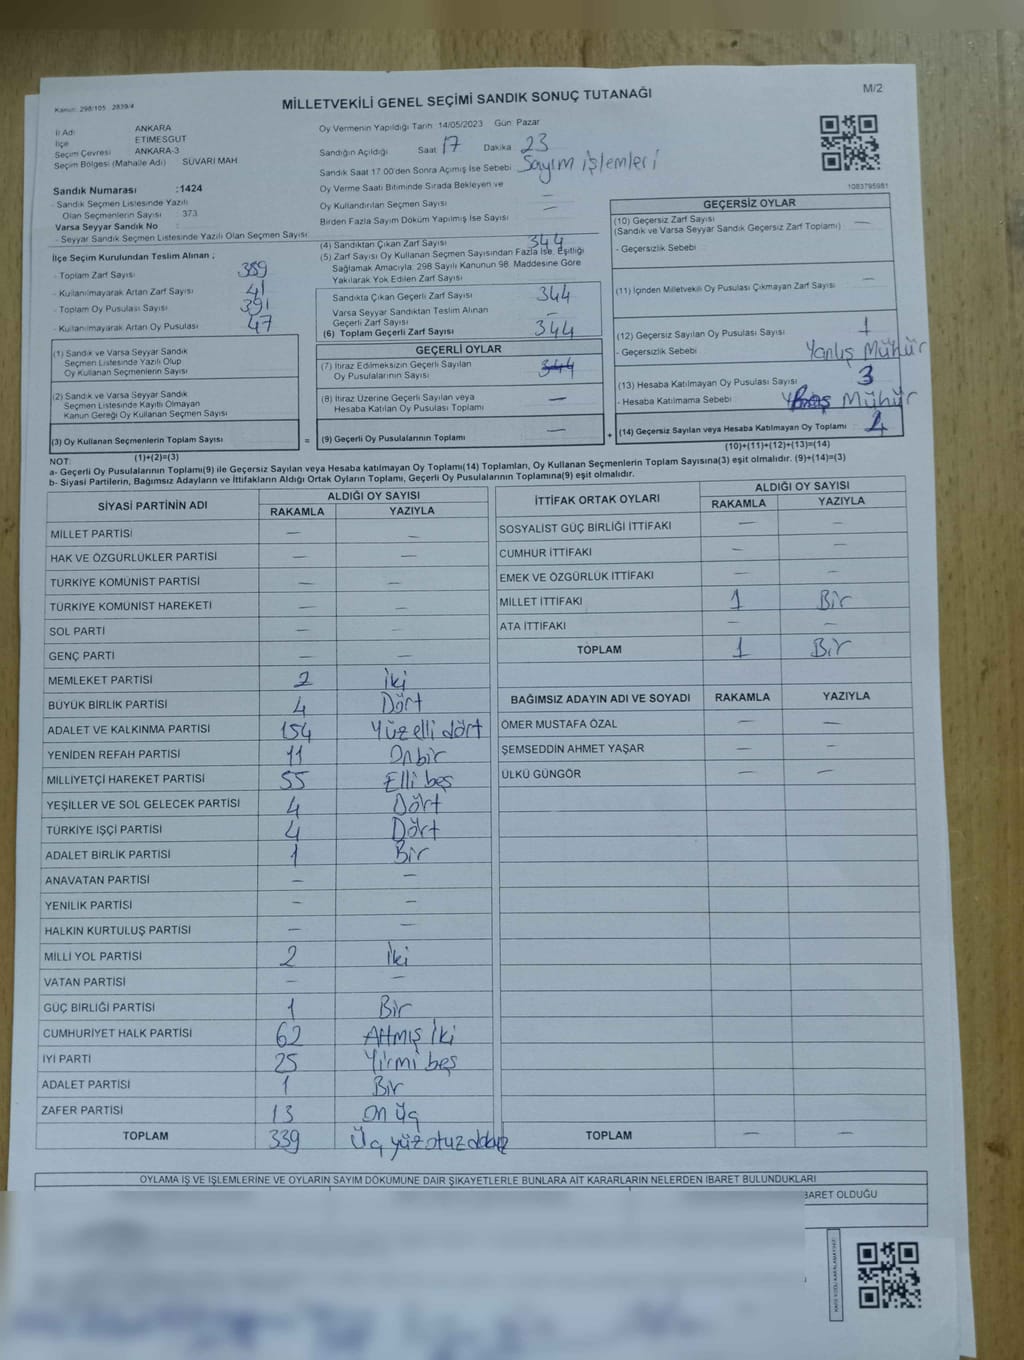 Kanun: 298/105 2839/4
MİLLETVEKİLİ GENEL SEÇİMİ SANDIK SONUÇ TUTANAĞI
M/2
İl Adı ANKARA
İlçe ETİMESGUT
Seçim Çevresi ANKARA-3
Seçim Bölgesi (Mahalle Adı) SÜVARİ MAH
Sandık Numarası :1424
- Sandık Seçmen Listesinde Yazılı
Olan Seçmenlerin Sayısı : 373
Varsa Seyyar Sandık No
- Seyyar Sandık Seçmen Listesinde Yazılı Olan Seçmen Sayısı
İlçe Seçim Kurulundan Teslim Alınan ;
- Toplam Zarf Sayısı 389
- Kullanılmayarak Artan Zarf Sayısı 41
- Toplam Oy Pusulası Sayısı 391
- Kullanılmayarak Artan Oy Pusulası 47
(1) Sandık ve Varsa Seyyar Sandık
Seçmen Listesinde Yazılı Olup
Oy Kullanan Seçmenlerin Sayısı
(2) Sandık ve Varsa Seyyar Sandık
Seçmen Listesinde Kayıtlı Olmayan
Kanun Gereği Oy Kullanan Seçmen Sayısı
(3) Oy Kullanan Seçmenlerin Toplam Sayısı
(1)+(2)=(3)
Oy Vermenin Yapıldığı Tarih 14/05/2023 Gün: Pazar
Sandığın Açıldığı Saat 17 Dakika 23
Sandık Saat 17.00'den Sonra Açımış İse Sebebi Sayım işlemleri
Oy Verme Saati Bitiminde Sırada Bekleyen ve
Oy Kullandırılan Seçmen Sayısı —
Birden Fazla Sayım Döküm Yapılmış İse Sayısı —
(4) Sandıktan Çıkan Zarf Sayısı 344
(5) Zarf Sayısı Oy Kullanan Seçmen Sayısından Fazla İse, Eşitliği
Sağlamak Amacıyla, 298 Sayılı Kanunun 98. Maddesine Göre
Yakılarak Yok Edilen Zarf Sayısı
Sandıkta Çıkan Geçerli Zarf Sayısı 344
Varsa Seyyar Sandıktan Teslim Alınan
Geçerli Zarf Sayısı —
(6) Toplam Geçerli Zarf Sayısı 344
GEÇERLİ OYLAR
(7) İtiraz Edilmeksizin Geçerli Sayılan
Oy Pusulalarının Sayısı 344
(8) İtiraz Üzerine Geçerli Sayılan veya
Hesaba Katılan Oy Pusulası Toplamı —
= (9) Geçerli Oy Pusulalarının Toplamı —
1083795981
GEÇERSİZ OYLAR
(10) Geçersiz Zarf Sayısı
(Sandık ve Varsa Seyyar Sandık Geçersiz Zarf Toplamı) —
- Geçersizlik Sebebi
(11) İçinden Milletvekili Oy Pusulası Çıkmayan Zarf Sayısı —
(12) Geçersiz Sayılan Oy Pusulası Sayısı 1
- Geçersizlik Sebebi Yanlış Mühür
(13) Hesaba Katılmayan Oy Pusulası Sayısı 3
- Hesaba Katılmama Sebebi Mühür
+ (14) Geçersiz Sayılan veya Hesaba Katılmayan Oy Toplamı 4
(10)+(11)+(12)+(13)=(14)
NOT:
a- Geçerli Oy Pusulalarının Toplamı(9) ile Geçersiz Sayılan veya Hesaba katılmayan Oy Toplamı(14) Toplamları, Oy Kullanan Seçmenlerin Toplam Sayısına(3) eşit olmalıdır. (9)+(14)=(3)
b- Siyasi Partilerin, Bağımsız Adayların ve İttifakların Aldığı Ortak Oyların Toplamı, Geçerli Oy Pusulalarının Toplamına(9) eşit olmalıdır.
SİYASİ PARTİNİN ADI ALDIĞI OY SAYISI
RAKAMLA YAZIYLA
MİLLET PARTİSİ — —
HAK VE ÖZGÜRLÜKLER PARTİSİ — —
TÜRKİYE KOMÜNİST PARTİSİ — —
TÜRKİYE KOMÜNİST HAREKETİ — —
SOL PARTİ — —
GENÇ PARTİ — —
MEMLEKET PARTİSİ 2 iki
BÜYÜK BİRLİK PARTİSİ 4 Dört
ADALET VE KALKINMA PARTİSİ 154 Yüzelli dört
YENİDEN REFAH PARTİSİ 11 Onbir
MİLLİYETÇİ HAREKET PARTİSİ 55 Elli beş
YEŞİLLER VE SOL GELECEK PARTİSİ 4 Dört
TÜRKİYE İŞÇİ PARTİSİ 4 Dört
ADALET BİRLİK PARTİSİ 1 Bir
ANAVATAN PARTİSİ — —
YENİLİK PARTİSİ — —
HALKIN KURTULUŞ PARTİSİ — —
MİLLİ YOL PARTİSİ 2 iki
VATAN PARTİSİ — —
GÜÇ BİRLİĞİ PARTİSİ 1 Bir
CUMHURİYET HALK PARTİSİ 62 Atmış iki
İYİ PARTİ 25 Yirmi beş
ADALET PARTİSİ 1 Bir
ZAFER PARTİSİ 13 on üç
TOPLAM 339 Üç yüz otuz dokuz
İTTİFAK ORTAK OYLARI ALDIĞI OY SAYISI
RAKAMLA YAZIYLA
SOSYALİST GÜÇ BİRLİĞİ İTTİFAKI — —
CUMHUR İTTİFAKI — —
EMEK VE ÖZGÜRLÜK İTTİFAKI — —
MİLLET İTTİFAKI 1 Bir
ATA İTTİFAKI — —
TOPLAM 1 Bir
BAĞIMSIZ ADAYIN ADI VE SOYADI RAKAMLA YAZIYLA
ÖMER MUSTAFA ÖZAL — —
ŞEMSEDDİN AHMET YAŞAR — —
ÜLKÜ GÜNGÖR — —
TOPLAM — —
OYLAMA İŞ VE İŞLEMLERİNE VE OYLARIN SAYIM DÖKÜMÜNE DAİR ŞİKAYETLERLE BUNLARA AİT KARARLARIN NELERDEN İBARET BULUNDUKLARI
BARET OLDUĞU